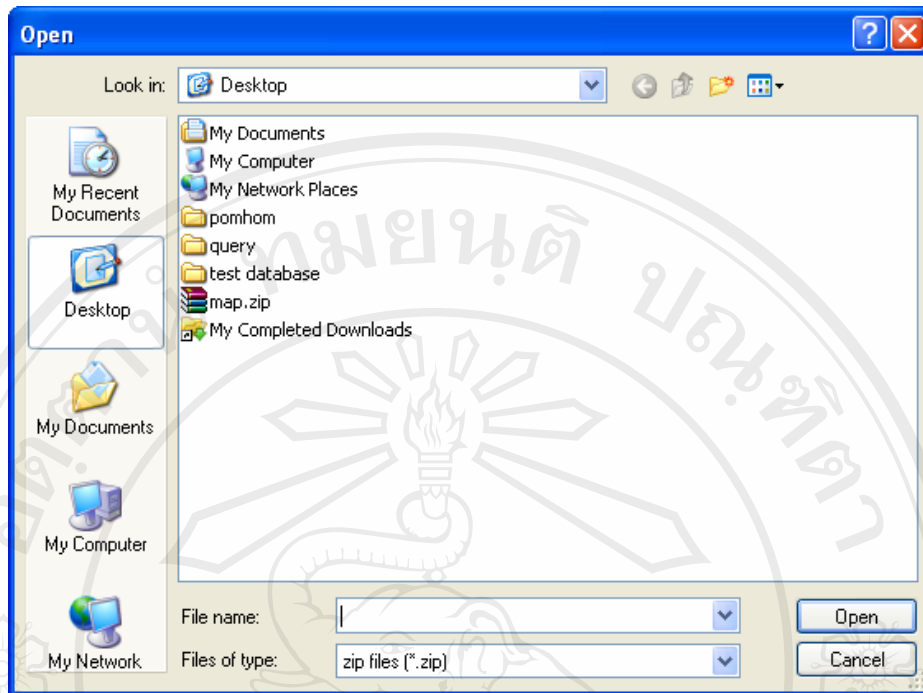 Open
Look in:
Desktop
My Recent
Documents
Desktop
My Documents
My Computer
My Network
My Documents
My Computer
My Network Places
pomhom
query
test database
map.zip
My Completed Downloads
File name:
Open
Files of type:
zip files (*.zip)
Cancel